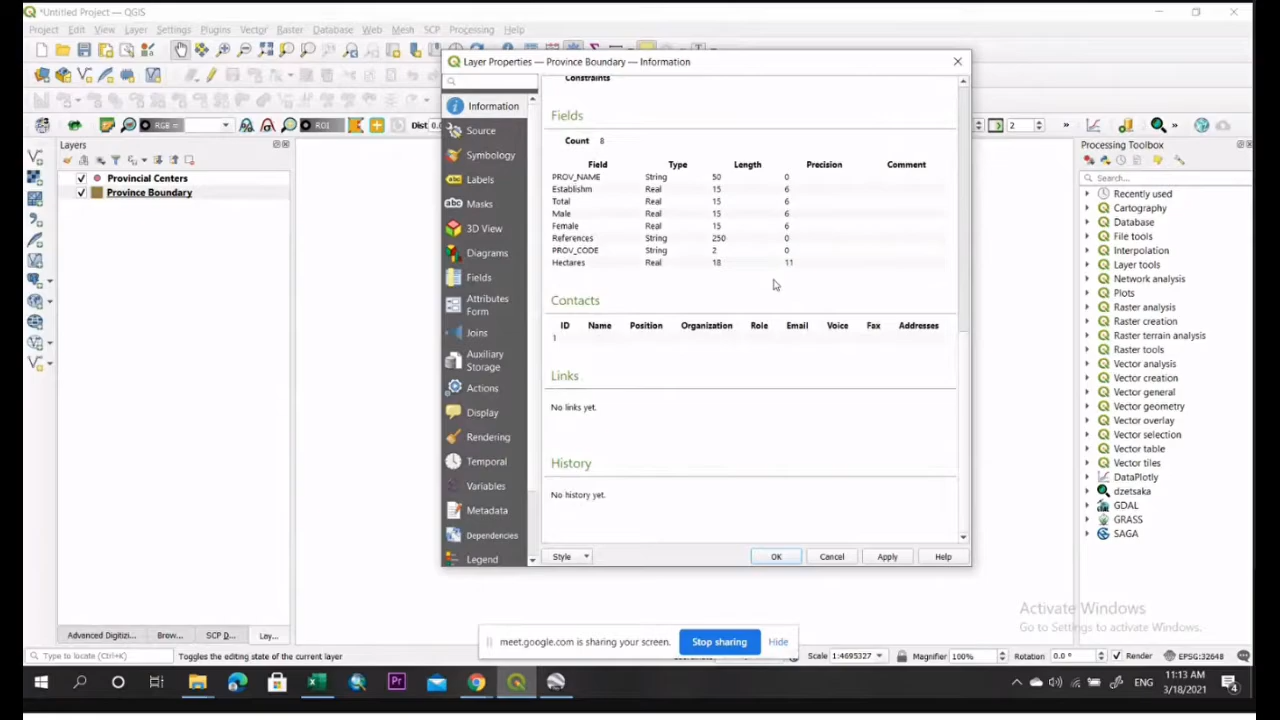 *Untitled Project — QGIS
Project Edit View Layer Settings Plugins Vector Raster Database Web Mesh SCP Processing Help
Layer Properties — Province Boundary — Information
RGB =
ROI
Dist
2
Layers
Provincial Centers
Province Boundary
Information
Source
Symbology
Labels
Masks
3D View
Diagrams
Fields
Attributes
Form
Joins
Auxiliary
Storage
Actions
Display
Rendering
Temporal
Variables
Metadata
Dependencies
Legend
Constraints
Fields
Count 8
Field Type Length Precision Comment
PROV_NAME String 50 0
Establishm Real 15 6
Total Real 15 6
Male Real 15 6
Female Real 15 6
References String 250 0
PROV_CODE String 2 0
Hectares Real 18 11
Contacts
ID Name Position Organization Role Email Voice Fax Addresses
1
Links
No links yet.
History
No history yet.
Style OK Cancel Apply Help
Processing Toolbox
Search...
Recently used
Cartography
Database
File tools
Interpolation
Layer tools
Network analysis
Plots
Raster analysis
Raster creation
Raster terrain analysis
Raster tools
Vector analysis
Vector creation
Vector general
Vector geometry
Vector overlay
Vector selection
Vector table
Vector tiles
DataPlotly
dzetsaka
GDAL
GRASS
SAGA
Activate Windows
Go to Settings to activate Windows.
Advanced Digitizi... Brow... SCP D... Lay...
meet.google.com is sharing your screen. Stop sharing Hide
Type to locate (Ctrl+K) Toggles the editing state of the current layer Scale 1:4695327 Magnifier 100% Rotation 0.0 ° Render EPSG:32648
ENG
11:13 AM
3/18/2021
4